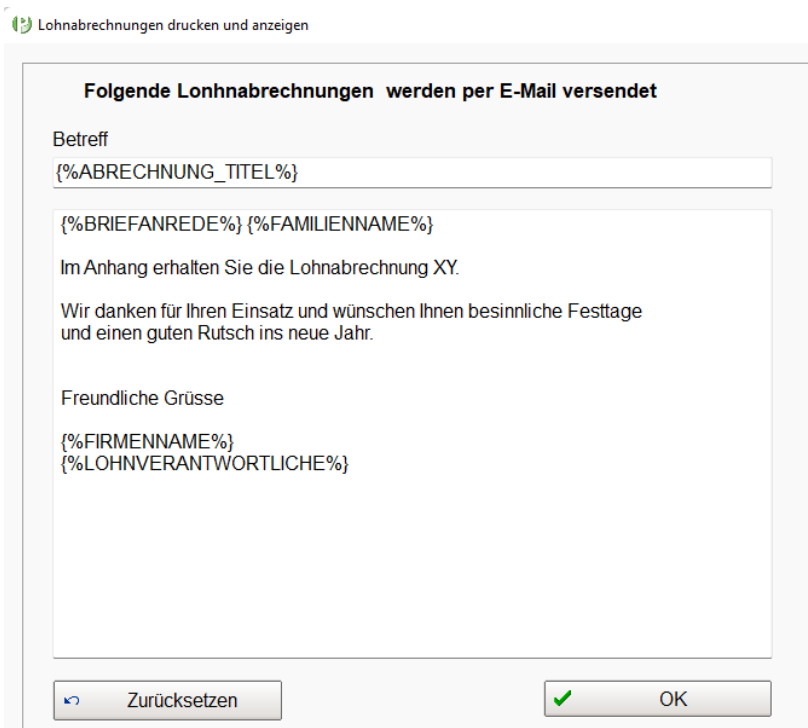 Lohnabrechnungen drucken und anzeigen
Folgende Lonhnabrechnungen werden per E-Mail versendet
Betreff
{%ABRECHNUNG_TITEL%}
{%BRIEFANREDE%} {%FAMILIENNAME%}
Im Anhang erhalten Sie die Lohnabrechnung XY.
Wir danken für Ihren Einsatz und wünschen Ihnen besinnliche Festtage
und einen guten Rutsch ins neue Jahr.
Freundliche Grüsse
{%FIRMENNAME%}
{%LOHNVERANTWORTLICHE%}
Zurücksetzen
OK